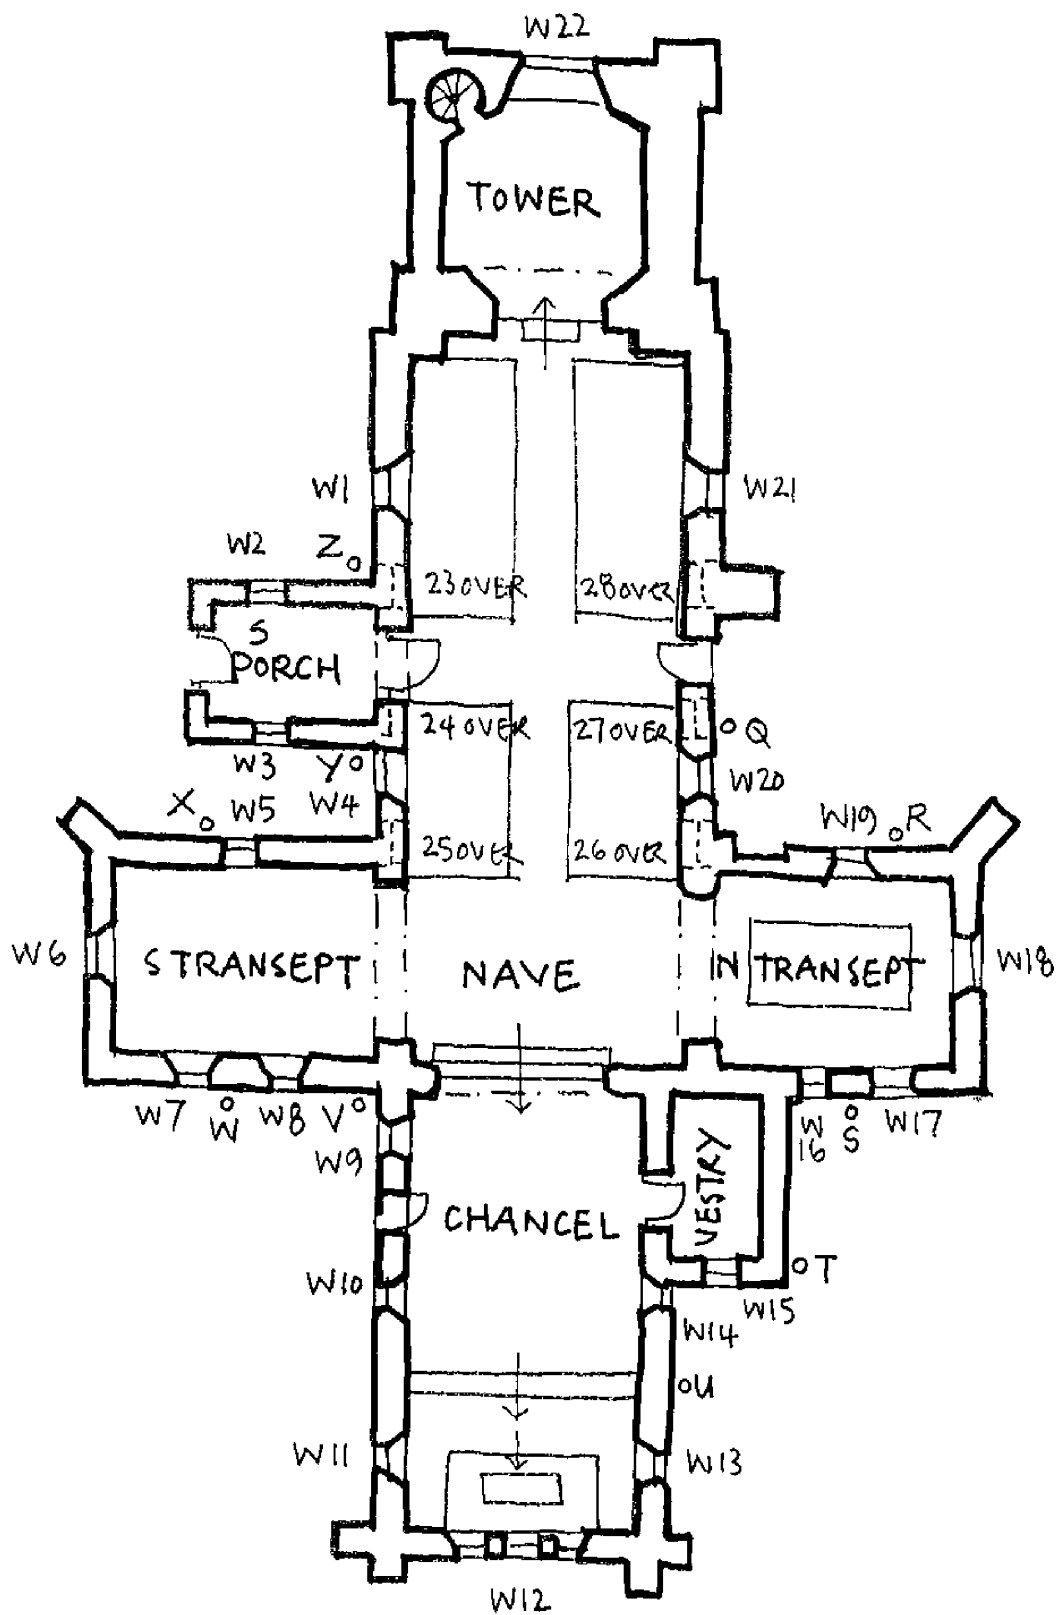 W22
TOWER
W1
W21
W2
Z
23 OVER
28 OVER
S
PORCH
24 OVER
27 OVER
Q
W3
Y
W20
X
W5
W4
W19
R
25 OVER
26 OVER
W6
S TRANSEPT
NAVE
N TRANSEPT
W18
W7
W
W8
V
W
16
S
W17
W9
VESTRY
CHANCEL
T
W10
W15
W14
U
W11
W13
W12